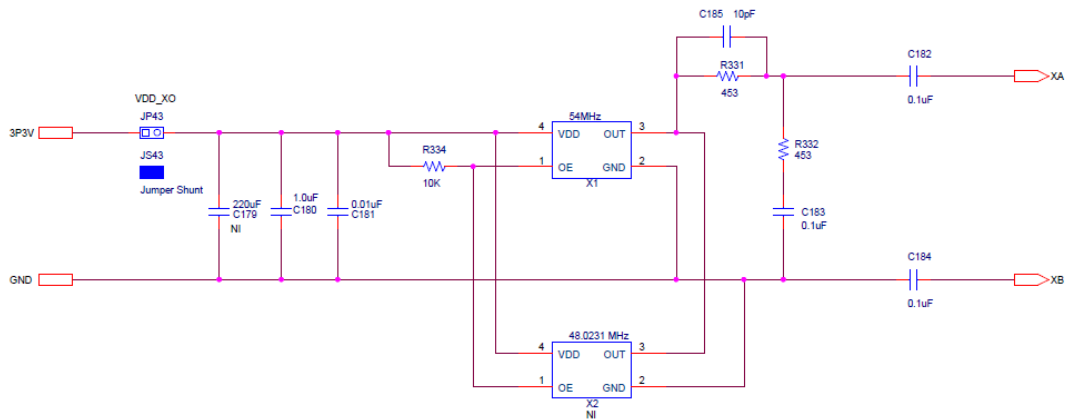 C185 10pF
R331
453
C182
0.1uF
XA
VDD_XO
JP43
3P3V
JS43
Jumper Shunt
R334
10K
54MHz
4 VDD OUT 3
1 OE GND 2
X1
R332
453
220uF
C179
NI
1.0uF
C180
0.01uF
C181
C183
0.1uF
GND
C184
0.1uF
XB
48.0231 MHz
4 VDD OUT 3
1 OE GND 2
X2
NI